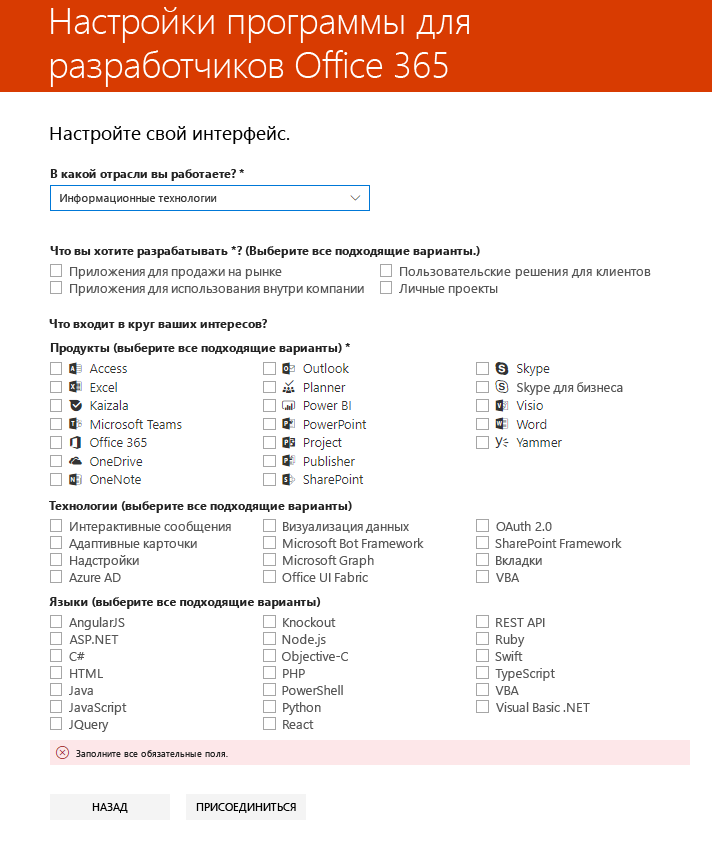 Настройки программы для
разработчиков Office 365
Настройте свой интерфейс.
В какой отрасли вы работаете? *
Информационные технологии
Что вы хотите разрабатывать *? (Выберите все подходящие варианты.)
Приложения для продажи на рынке Пользовательские решения для клиентов
Приложения для использования внутри компании Личные проекты
Что входит в круг ваших интересов?
Продукты (выберите все подходящие варианты) *
Access Outlook Skype
Excel Planner Skype для бизнеса
Kaizala Power BI Visio
Microsoft Teams PowerPoint Word
Office 365 Project Yammer
OneDrive Publisher
OneNote SharePoint
Технологии (выберите все подходящие варианты)
Интерактивные сообщения Визуализация данных OAuth 2.0
Адаптивные карточки Microsoft Bot Framework SharePoint Framework
Надстройки Microsoft Graph Вкладки
Azure AD Office UI Fabric VBA
Языки (выберите все подходящие варианты)
AngularJS Knockout REST API
ASP.NET Node.js Ruby
C# Objective-C Swift
HTML PHP TypeScript
Java PowerShell VBA
JavaScript Python Visual Basic .NET
JQuery React
Заполните все обязательные поля.
НАЗАД ПРИСОЕДИНИТЬСЯ